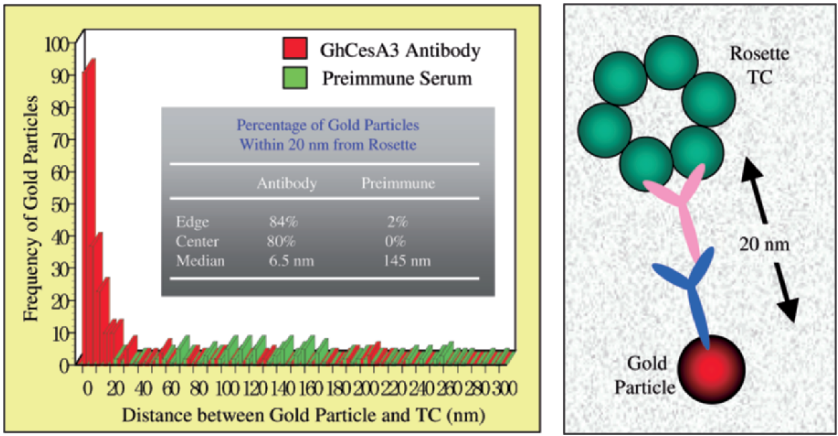 GhCesA3 Antibody
Preimmune Serum
Percentage of Gold Particles
Within 20 nm from Rosette
Antibody Preimmune
Edge 84% 2%
Center 80% 0%
Median 6.5 nm 145 nm
Frequency of Gold Particles
100
90
80
70
60
50
40
30
20
10
0
0 20 40 60 80 100 120 140 160 180 200 220 240 260 280 300
Distance between Gold Particle and TC (nm)
Rosette
TC
20 nm
Gold
Particle